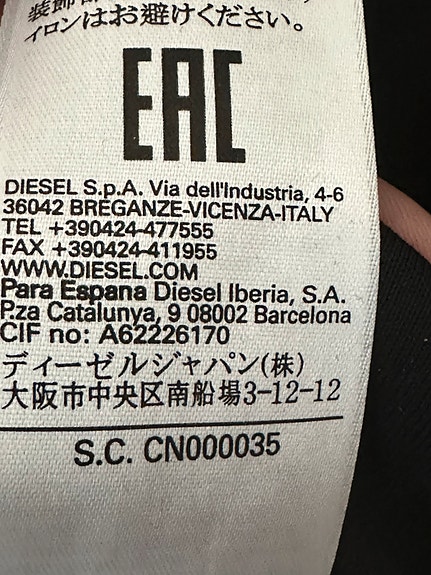 装飾部
イロンはお避けください。
EAC
DIESEL S.p.A. Via dell'Industria, 4-6
36042 BREGANZE-VICENZA-ITALY
TEL +390424-477555
FAX +390424-411955
WWW.DIESEL.COM
Para Espana Diesel Iberia, S.A.
P.za Catalunya, 9 08002 Barcelona
CIF no: A62226170
ディーゼルジャパン(株)
大阪市中央区南船場3-12-12
S.C. CN000035